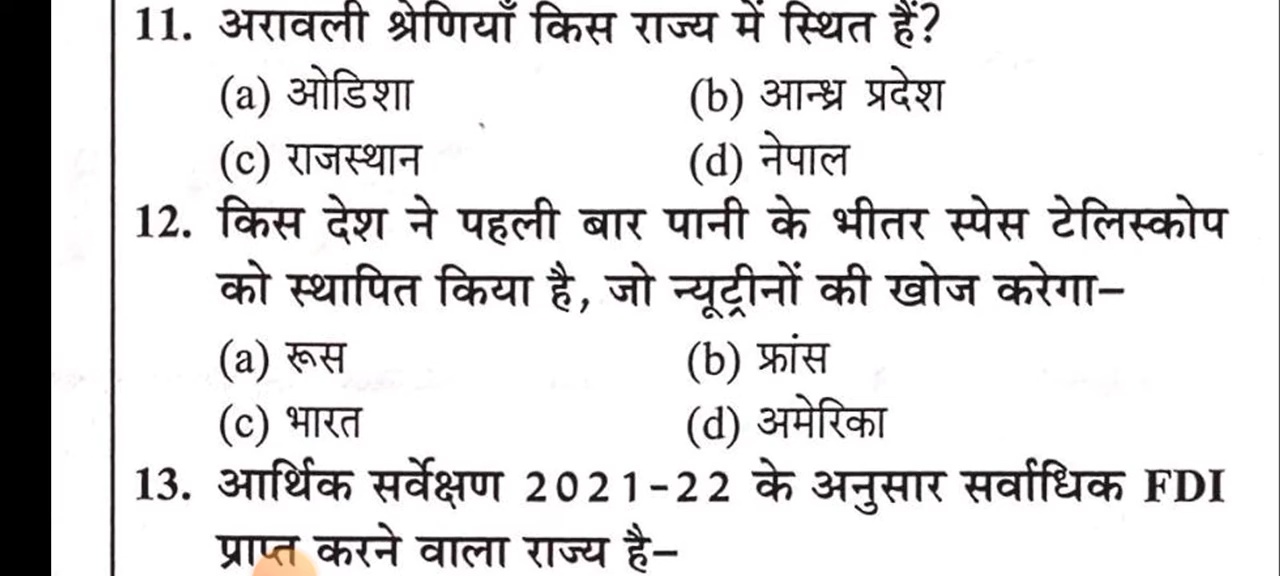 11. अरावली श्रेणियाँ किस राज्य में स्थित हैं?
(a) ओडिशा (b) आन्ध्र प्रदेश
(c) राजस्थान (d) नेपाल
12. किस देश ने पहली बार पानी के भीतर स्पेस टेलिस्कोप
को स्थापित किया है, जो न्यूट्रीनों की खोज करेगा–
(a) रूस (b) फ्रांस
(c) भारत (d) अमेरिका
13. आर्थिक सर्वेक्षण 2021-22 के अनुसार सर्वाधिक FDI
प्राप्त करने वाला राज्य है–